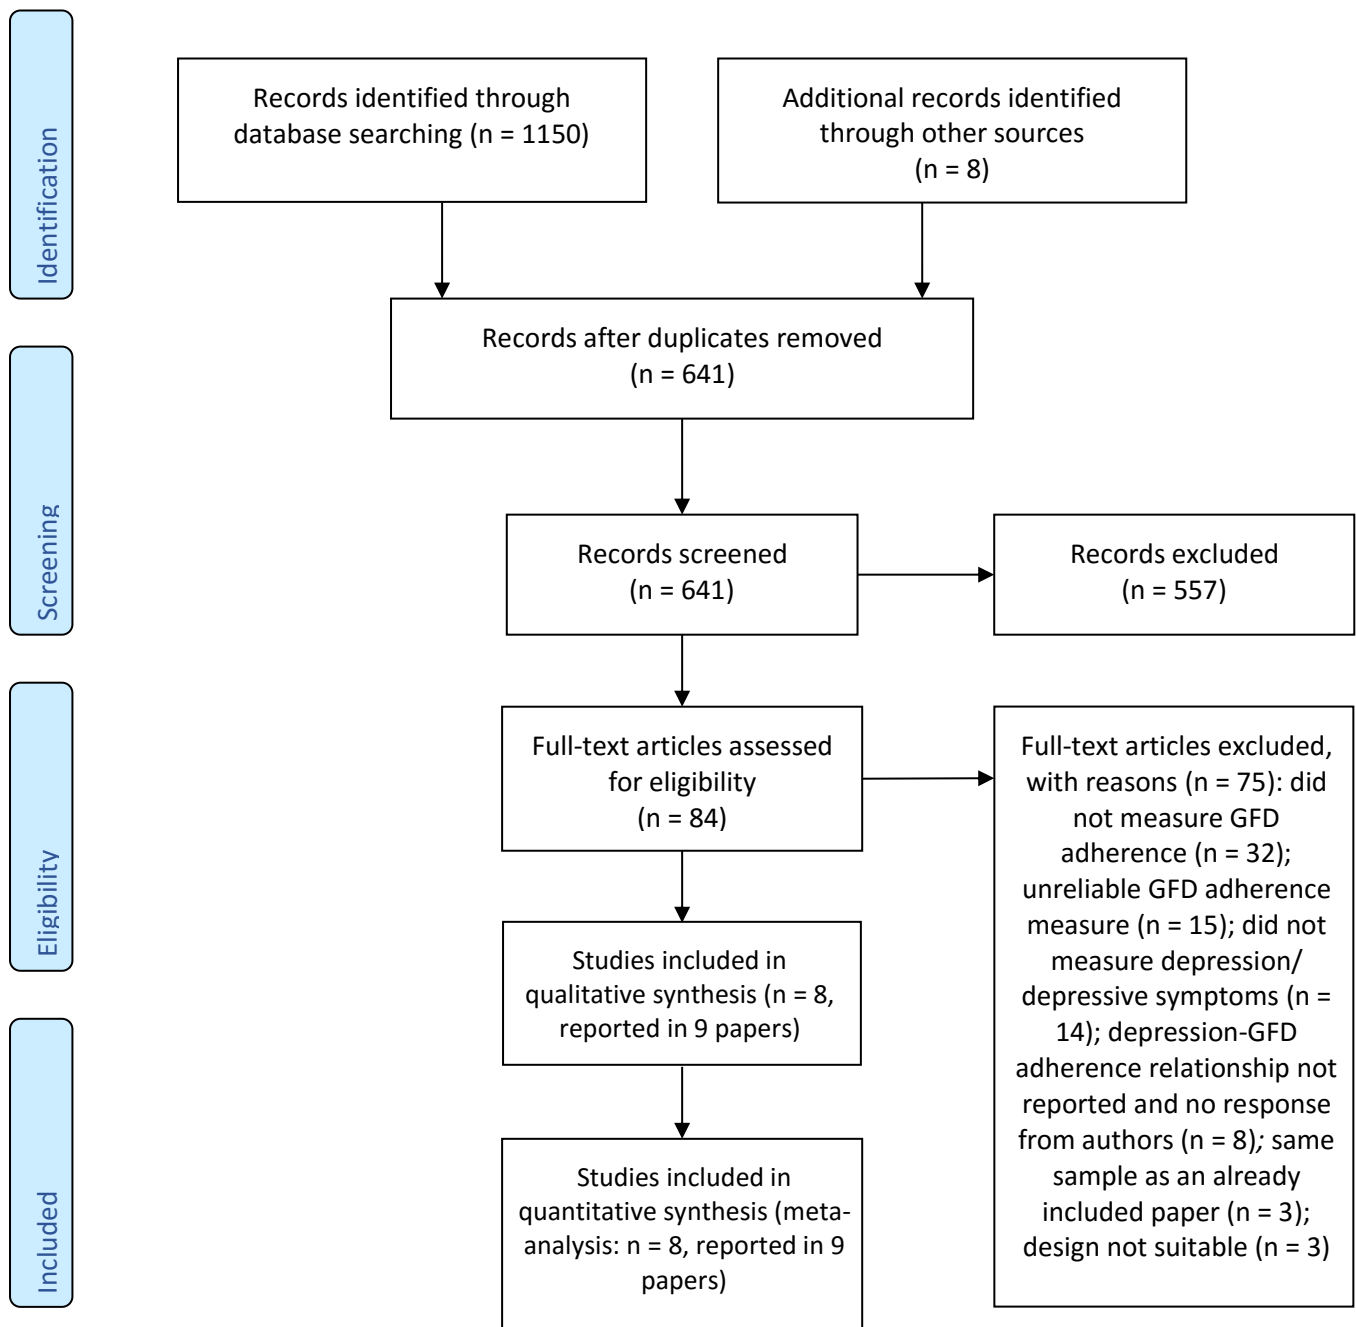 Identification
Records identified through
database searching (n = 1150)
Additional records identified
through other sources
(n = 8)
Records after duplicates removed
(n = 641)
Screening
Records screened
(n = 641)
Records excluded
(n = 557)
Eligibility
Full-text articles assessed
for eligibility
(n = 84)
Full-text articles excluded,
with reasons (n = 75): did
not measure GFD
adherence (n = 32);
unreliable GFD adherence
measure (n = 15); did not
measure depression/
depressive symptoms (n =
14); depression-GFD
adherence relationship not
reported and no response
from authors (n = 8); same
sample as an already
included paper (n = 3);
design not suitable (n = 3)
Studies included in
qualitative synthesis (n = 8,
reported in 9 papers)
Included
Studies included in
quantitative synthesis (meta-
analysis: n = 8, reported in 9
papers)